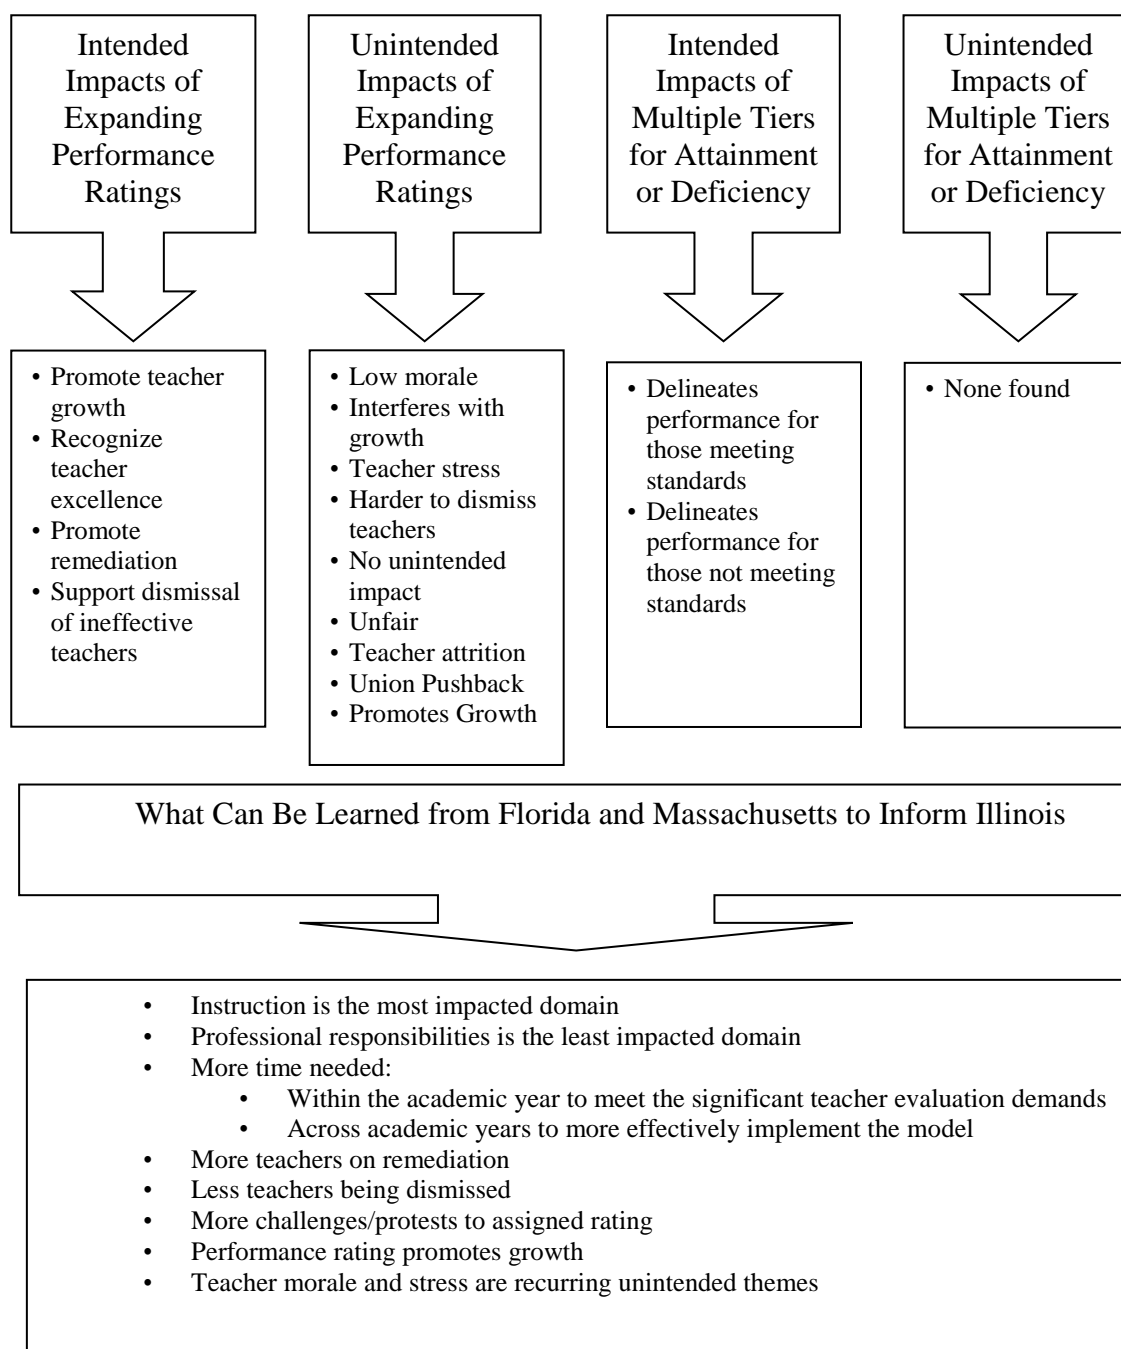 Intended
Impacts of
Expanding
Performance
Ratings
Unintended
Impacts of
Expanding
Performance
Ratings
Intended
Impacts of
Multiple Tiers
for Attainment
or Deficiency
Unintended
Impacts of
Multiple Tiers
for Attainment
or Deficiency
• Promote teacher
growth
• Recognize
teacher
excellence
• Promote
remediation
• Support dismissal
of ineffective
teachers
• Low morale
• Interferes with
growth
• Teacher stress
• Harder to dismiss
teachers
• No unintended
impact
• Unfair
• Teacher attrition
• Union Pushback
• Promotes Growth
• Delineates
performance for
those meeting
standards
• Delineates
performance for
those not meeting
standards
• None found
What Can Be Learned from Florida and Massachusetts to Inform Illinois
• Instruction is the most impacted domain
• Professional responsibilities is the least impacted domain
• More time needed:
• Within the academic year to meet the significant teacher evaluation demands
• Across academic years to more effectively implement the model
• More teachers on remediation
• Less teachers being dismissed
• More challenges/protests to assigned rating
• Performance rating promotes growth
• Teacher morale and stress are recurring unintended themes